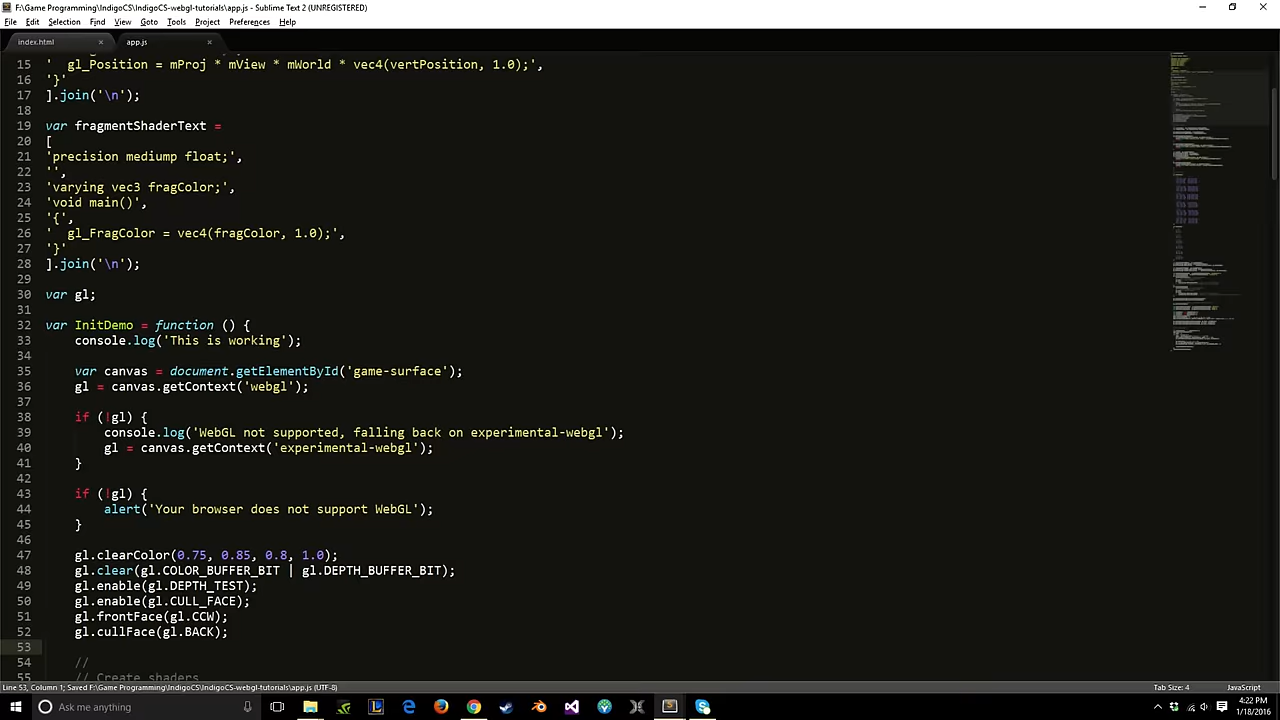 F:\Game Programming\IndigoCS\IndigoCS-webgl-tutorials\app.js - Sublime Text 2 (UNREGISTERED)
File Edit Selection Find View Goto Tools Project Preferences Help
index.html × app.js ×
15 '  gl_Position = mProj * mView * mWorld * vec4(vertPosition, 1.0);',
16 '}'
17 ].join('\n');
18
19 var fragmentShaderText =
20 [
21 'precision mediump float;',
22 '',
23 'varying vec3 fragColor;',
24 'void main()',
25 '{',
26 '  gl_FragColor = vec4(fragColor, 1.0);',
27 '}'
28 ].join('\n');
29
30 var gl;
31
32 var InitDemo = function () {
33     console.log('This is working');
34
35     var canvas = document.getElementById('game-surface');
36     gl = canvas.getContext('webgl');
37
38     if (!gl) {
39         console.log('WebGL not supported, falling back on experimental-webgl');
40         gl = canvas.getContext('experimental-webgl');
41     }
42
43     if (!gl) {
44         alert('Your browser does not support WebGL');
45     }
46
47     gl.clearColor(0.75, 0.85, 0.8, 1.0);
48     gl.clear(gl.COLOR_BUFFER_BIT | gl.DEPTH_BUFFER_BIT);
49     gl.enable(gl.DEPTH_TEST);
50     gl.enable(gl.CULL_FACE);
51     gl.frontFace(gl.CCW);
52     gl.cullFace(gl.BACK);
53
54     //
55     // Create shaders
Line 53, Column 1; Saved F:\Game Programming\IndigoCS\IndigoCS-webgl-tutorials\app.js (UTF-8) Tab Size: 4 JavaScript
Ask me anything
4:22 PM
1/18/2016